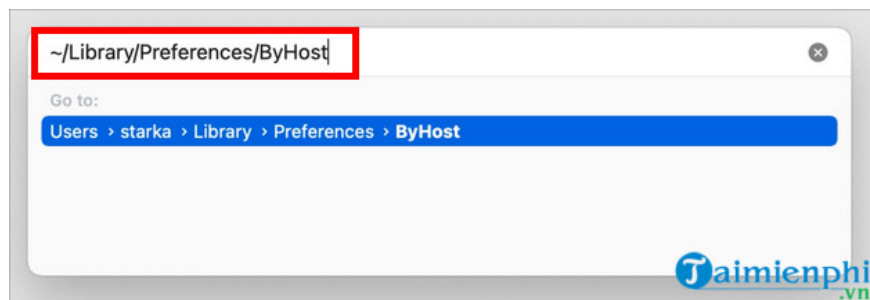 ~/Library/Preferences/ByHost
Go to:
Users › starka › Library › Preferences › ByHost
Taimienphi
.vn